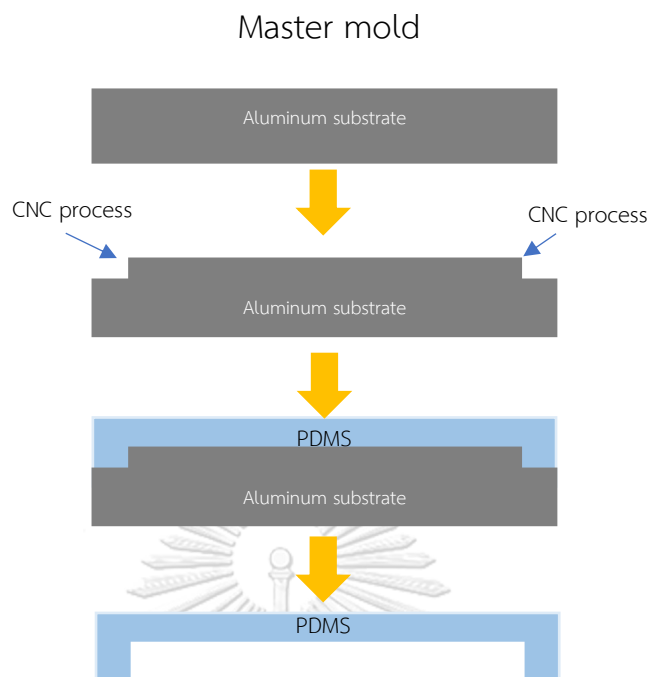 Master mold
Aluminum substrate
CNC process
CNC process
Aluminum substrate
PDMS
Aluminum substrate
PDMS